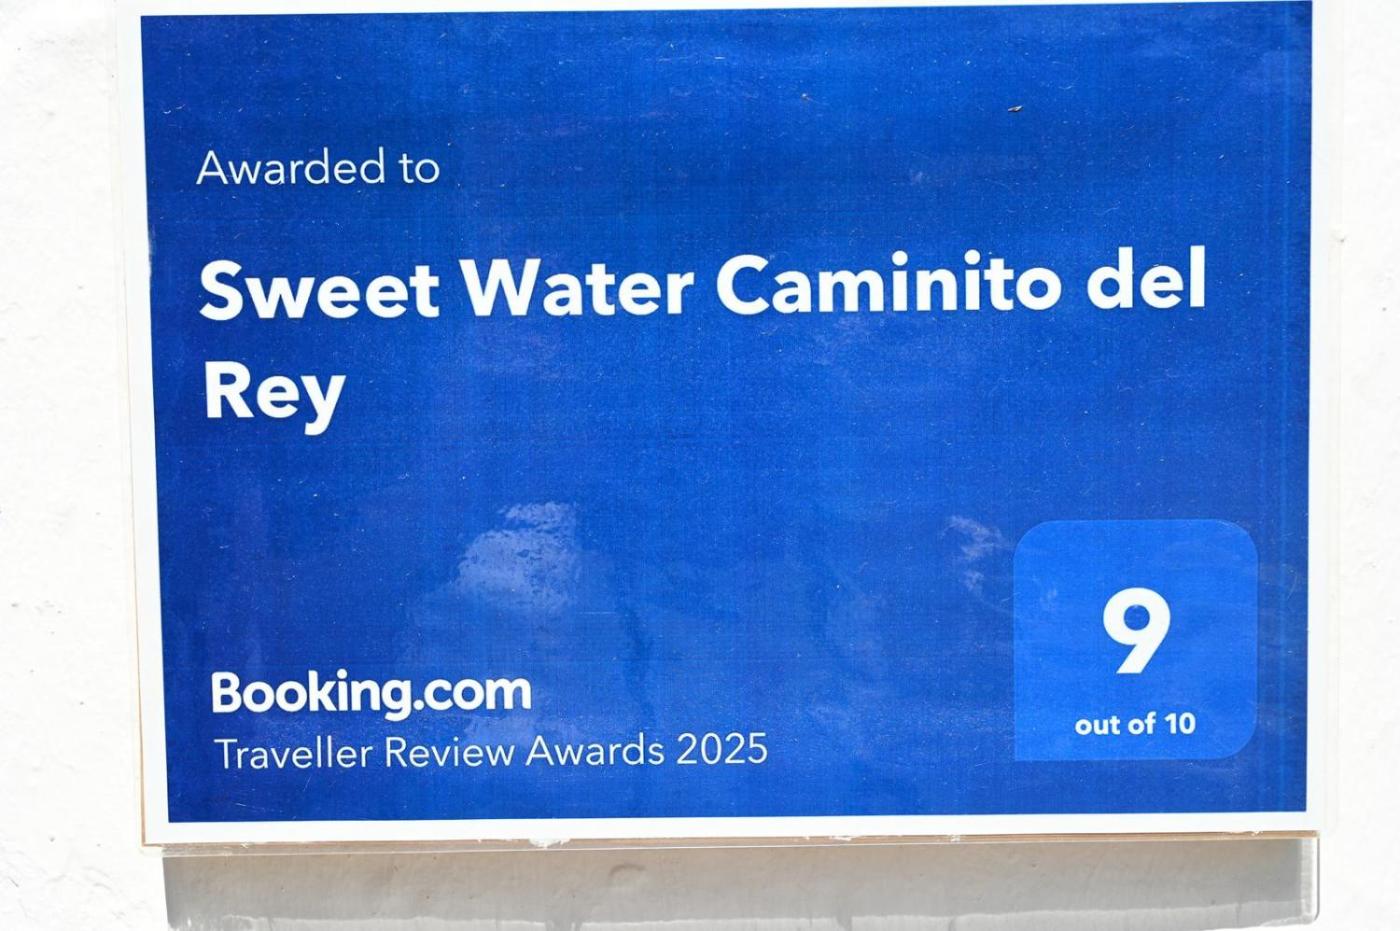 Awarded to
Sweet Water Caminito del
Rey
Booking.com
Traveller Review Awards 2025
9
out of 10